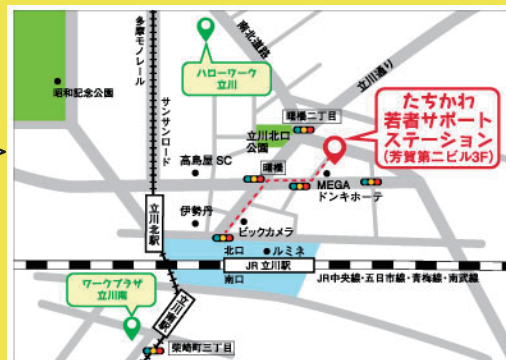 多摩モノレール
サンサンロード
昭和記念公園
ハローワーク
立川
南北道路
立川通り
曙橋二丁目
立川北口
公園
たちかわ
若者サポート
ステーション
(芳賀第二ビル3F)
高島屋 SC
曙橋
MEGA
ドンキホーテ
伊勢丹
ビックカメラ
立川北駅
北口
ルミネ
JR 立川駅
南口
JR中央線・五日市線・青梅線・南武線
ワークプラザ
立川南
立川南駅
柴崎町三丁目